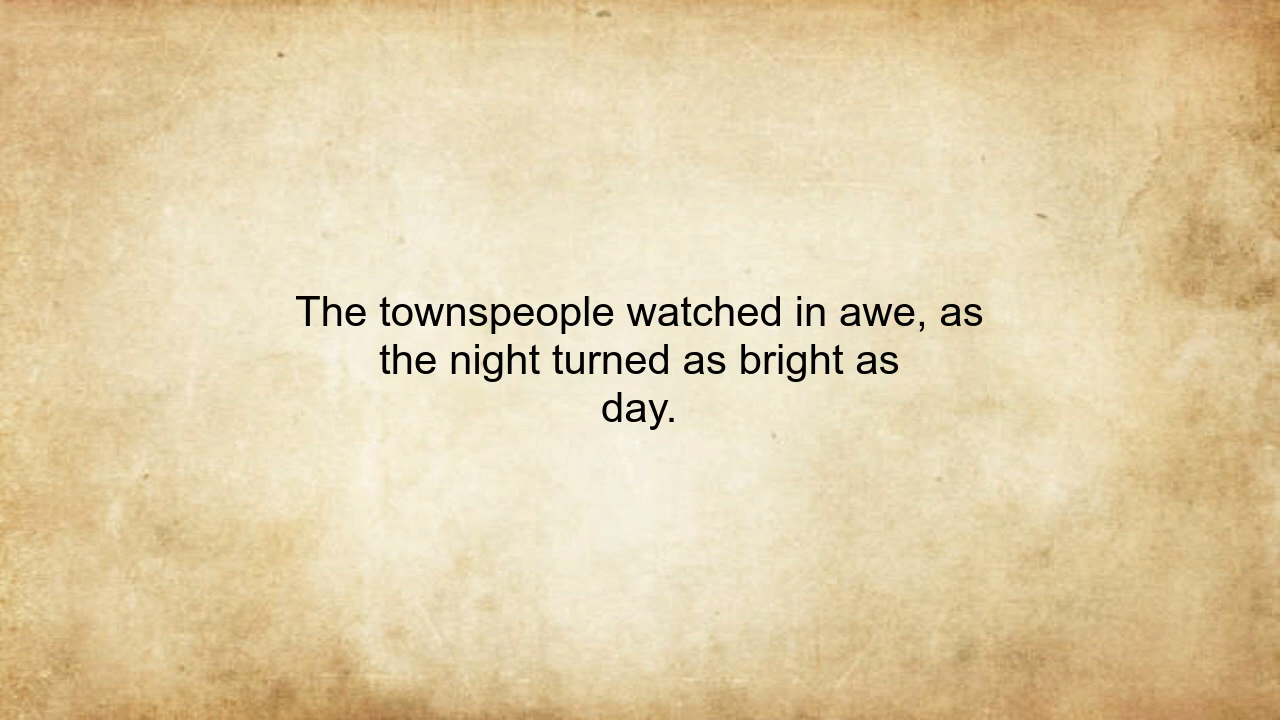 The townspeople watched in awe, as
the night turned as bright as
day.